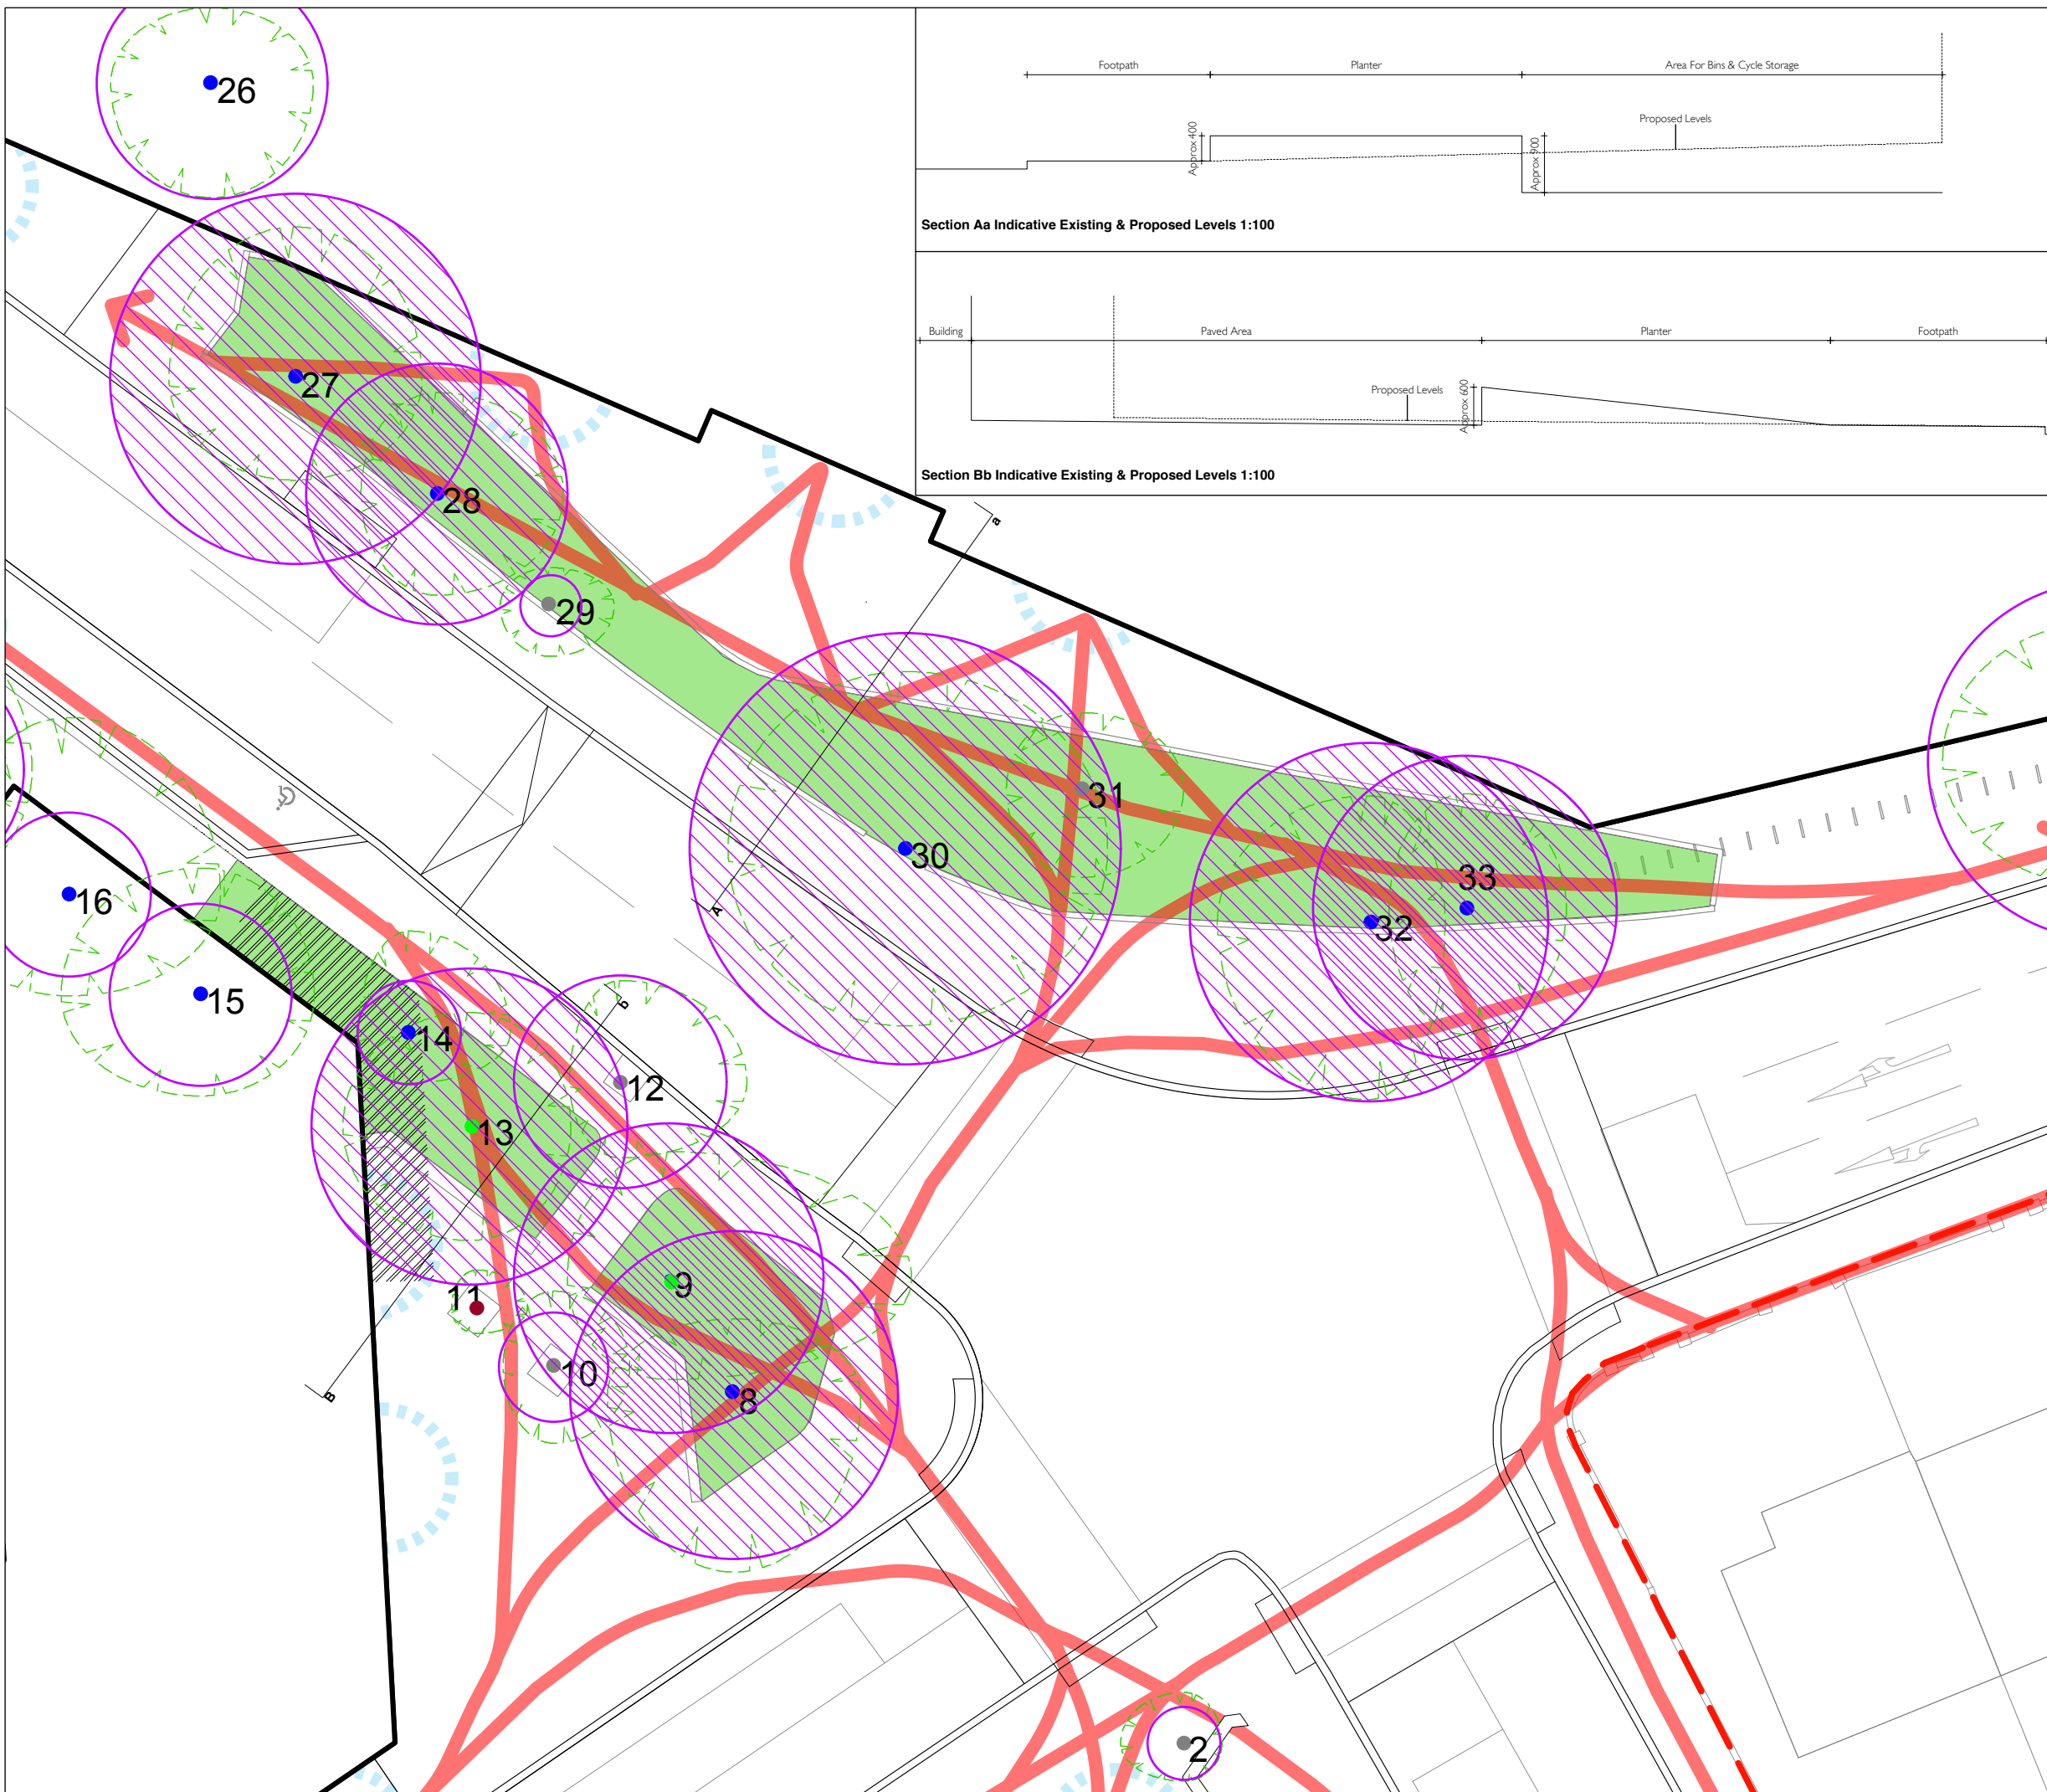 26
Footpath Planter Area For Bins & Cycle Storage
Approx 400
Approx 900
Proposed Levels
Section Aa Indicative Existing & Proposed Levels 1:100
Building Paved Area Planter Footpath
Proposed Levels
Approx 600
Section Bb Indicative Existing & Proposed Levels 1:100
27
28
a
29
31
30
A
33
32
16
15
14
b
12
13
9
11
10
8
B
2